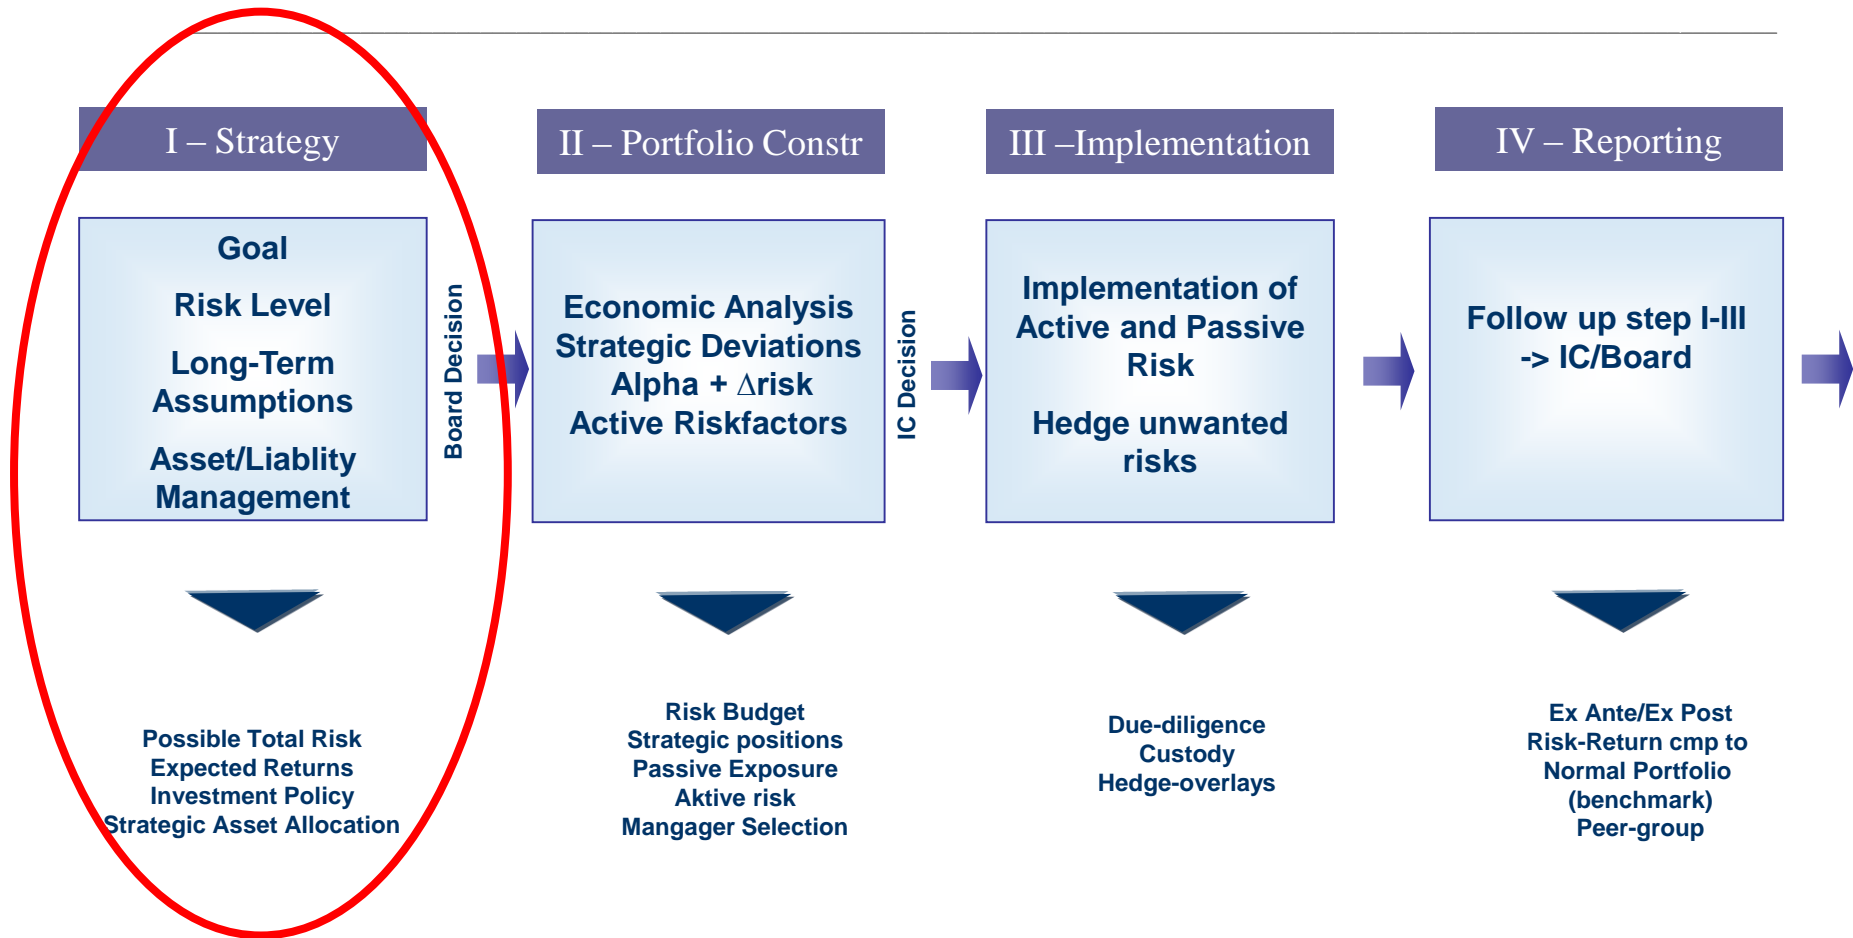 I – Strategy
II – Portfolio Constr
III –Implementation
IV – Reporting
Goal
Risk Level
Long-Term
Assumptions
Asset/Liablity
Management
Board Decision
Economic Analysis
Strategic Deviations
Alpha + ∆risk
Active Riskfactors
IC Decision
Implementation of
Active and Passive
Risk
Hedge unwanted
risks
Follow up step I-III
-> IC/Board
Possible Total Risk
Expected Returns
Investment Policy
Strategic Asset Allocation
Risk Budget
Strategic positions
Passive Exposure
Aktive risk
Mangager Selection
Due-diligence
Custody
Hedge-overlays
Ex Ante/Ex Post
Risk-Return cmp to
Normal Portfolio
(benchmark)
Peer-group